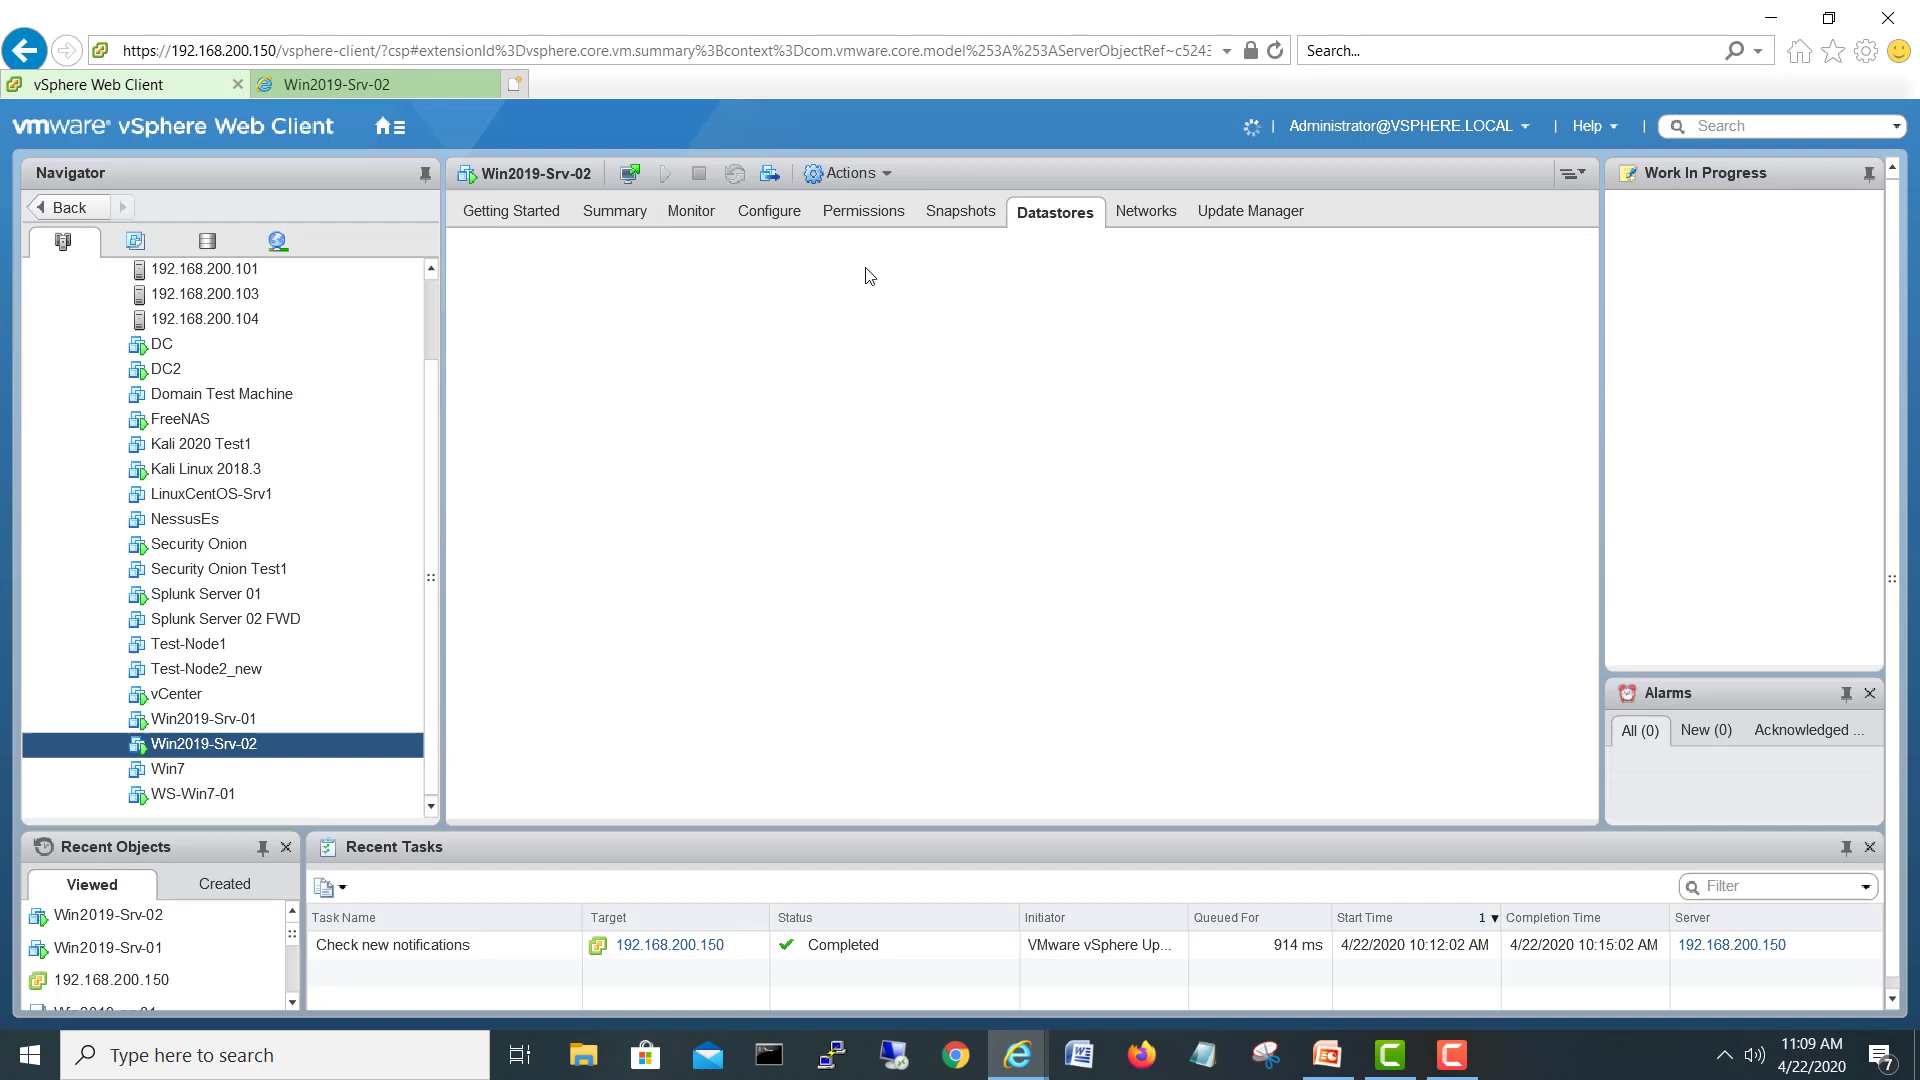 https://192.168.200.150/vsphere-client/?csp#extensionId%3Dvsphere.core.vm.summary%3Bcontext%3Dcom.vmware.core.model%253A%253AServerObjectRef~c5243
Search...
vSphere Web Client
Win2019-Srv-02
vmware® vSphere Web Client
Administrator@VSPHERE.LOCAL
Help
Search
Navigator
Back
192.168.200.101
192.168.200.103
192.168.200.104
DC
DC2
Domain Test Machine
FreeNAS
Kali 2020 Test1
Kali Linux 2018.3
LinuxCentOS-Srv1
NessusEs
Security Onion
Security Onion Test1
Splunk Server 01
Splunk Server 02 FWD
Test-Node1
Test-Node2_new
vCenter
Win2019-Srv-01
Win2019-Srv-02
Win7
WS-Win7-01
Win2019-Srv-02
Actions
Getting Started Summary Monitor Configure Permissions Snapshots Datastores Networks Update Manager
Work In Progress
Alarms
All (0) New (0) Acknowledged ...
Recent Objects
Viewed Created
Win2019-Srv-02
Win2019-Srv-01
192.168.200.150
Recent Tasks
Filter
Task Name Target Status Initiator Queued For Start Time 1 Completion Time Server
Check new notifications 192.168.200.150 Completed VMware vSphere Up... 914 ms 4/22/2020 10:12:02 AM 4/22/2020 10:15:02 AM 192.168.200.150
Type here to search
11:09 AM
4/22/2020
7